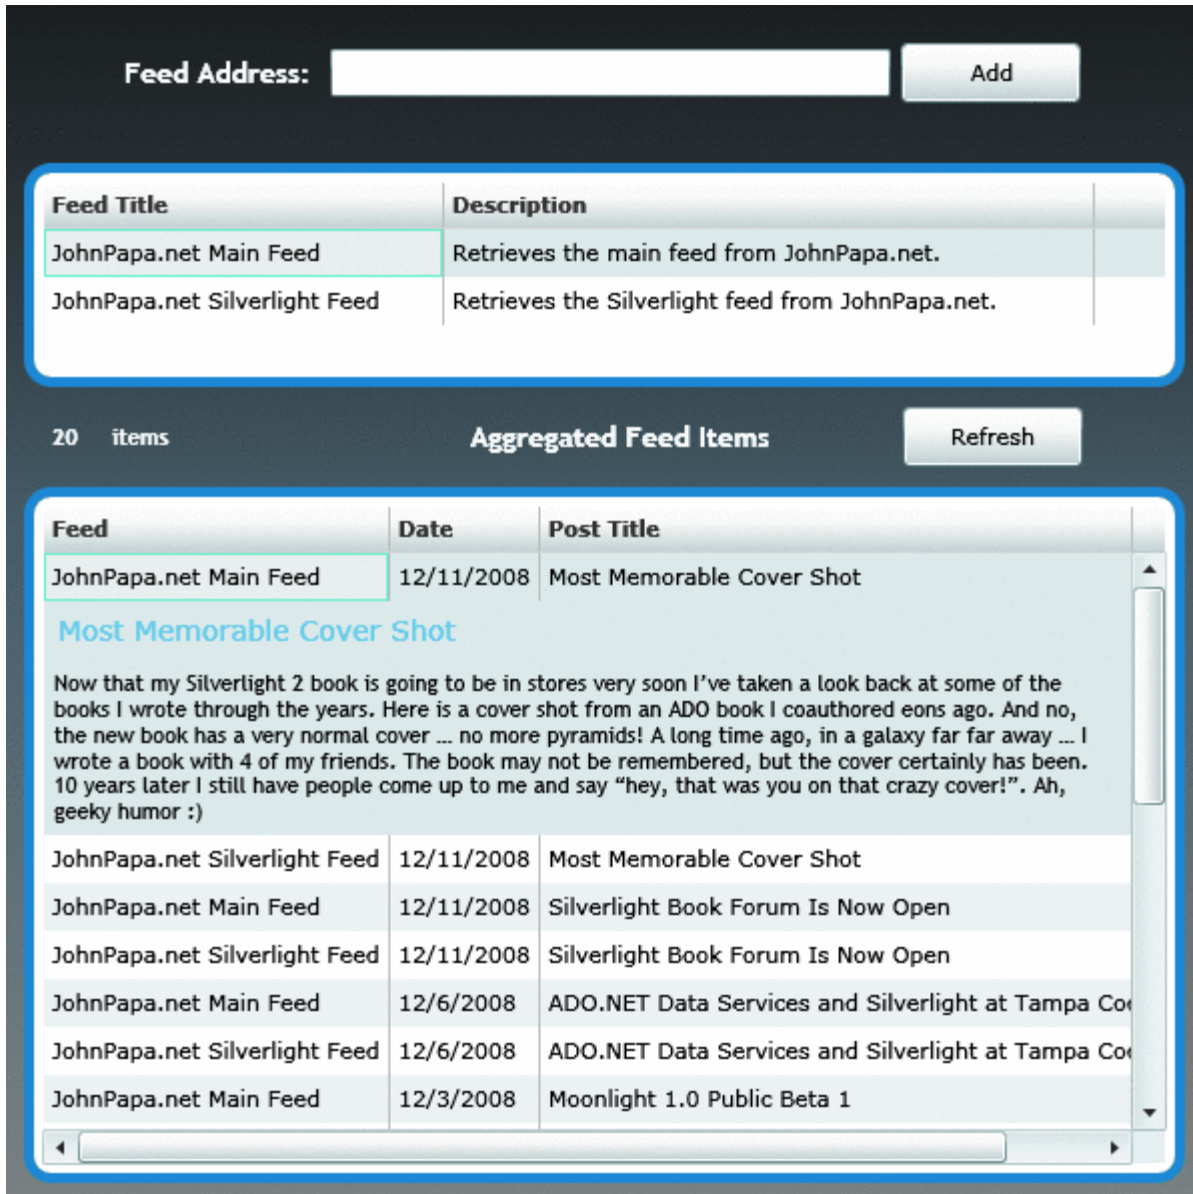 Feed Address: Add
Feed Title Description
JohnPapa.net Main Feed Retrieves the main feed from JohnPapa.net.
JohnPapa.net Silverlight Feed Retrieves the Silverlight feed from JohnPapa.net.
20 items Aggregated Feed Items Refresh
Feed Date Post Title
JohnPapa.net Main Feed 12/11/2008 Most Memorable Cover Shot
Most Memorable Cover Shot
Now that my Silverlight 2 book is going to be in stores very soon I’ve taken a look back at some of the
books I wrote through the years. Here is a cover shot from an ADO book I coauthored eons ago. And no,
the new book has a very normal cover … no more pyramids! A long time ago, in a galaxy far far away … I
wrote a book with 4 of my friends. The book may not be remembered, but the cover certainly has been.
10 years later I still have people come up to me and say “hey, that was you on that crazy cover!”. Ah,
geeky humor :)
JohnPapa.net Silverlight Feed 12/11/2008 Most Memorable Cover Shot
JohnPapa.net Main Feed 12/11/2008 Silverlight Book Forum Is Now Open
JohnPapa.net Silverlight Feed 12/11/2008 Silverlight Book Forum Is Now Open
JohnPapa.net Main Feed 12/6/2008 ADO.NET Data Services and Silverlight at Tampa
JohnPapa.net Silverlight Feed 12/6/2008 ADO.NET Data Services and Silverlight at Tampa
JohnPapa.net Main Feed 12/3/2008 Moonlight 1.0 Public Beta 1